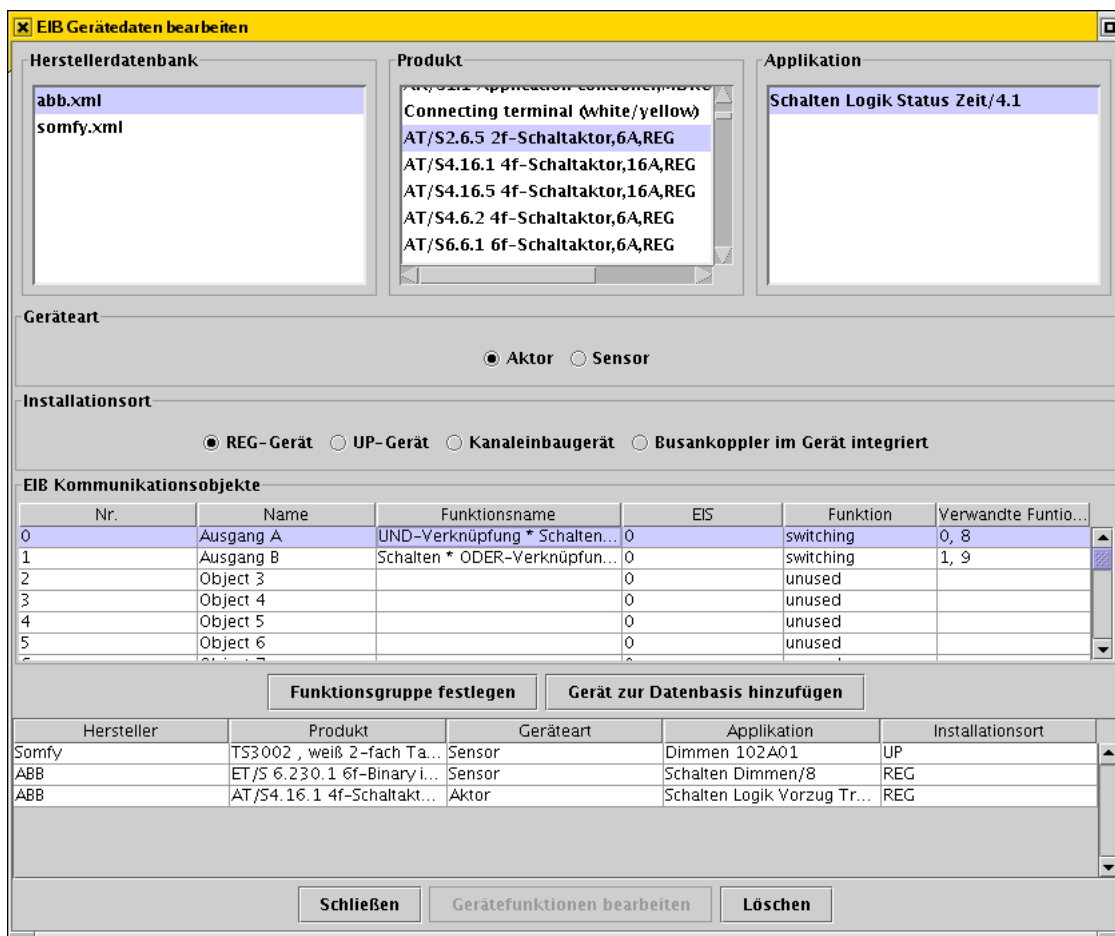 EIB Gerätedaten bearbeiten
Herstellerdatenbank
abb.xml
somfy.xml
Produkt
Connecting terminal (white/yellow)
AT/S2.6.5 2f-Schaltaktor,6A,REG
AT/S4.16.1 4f-Schaltaktor,16A,REG
AT/S4.16.5 4f-Schaltaktor,16A,REG
AT/S4.6.2 4f-Schaltaktor,6A,REG
AT/S6.6.1 6f-Schaltaktor,6A,REG
Applikation
Schalten Logik Status Zeit/4.1
Geräteart
Aktor Sensor
Installationsort
REG-Gerät UP-Gerät Kanaleinbaugerät Busankoppler im Gerät integriert
EIB Kommunikationsobjekte
Nr. Name Funktionsname EIS Funktion Verwandte Funtio...
0 Ausgang A UND-Verknüpfung * Schalten... 0 switching 0, 8
1 Ausgang B Schalten * ODER-Verknüpfun... 0 switching 1, 9
2 Object 3 0 unused
3 Object 4 0 unused
4 Object 5 0 unused
5 Object 6 0 unused
Funktionsgruppe festlegen Gerät zur Datenbasis hinzufügen
Hersteller Produkt Geräteart Applikation Installationsort
Somfy TS3002 , weiß 2-fach Ta... Sensor Dimmen 102A01 UP
ABB ET/S 6.230.1 6f-Binary i... Sensor Schalten Dimmen/8 REG
ABB AT/S4.16.1 4f-Schaltakt... Aktor Schalten Logik Vorzug Tr... REG
Schließen Gerätefunktionen bearbeiten Löschen